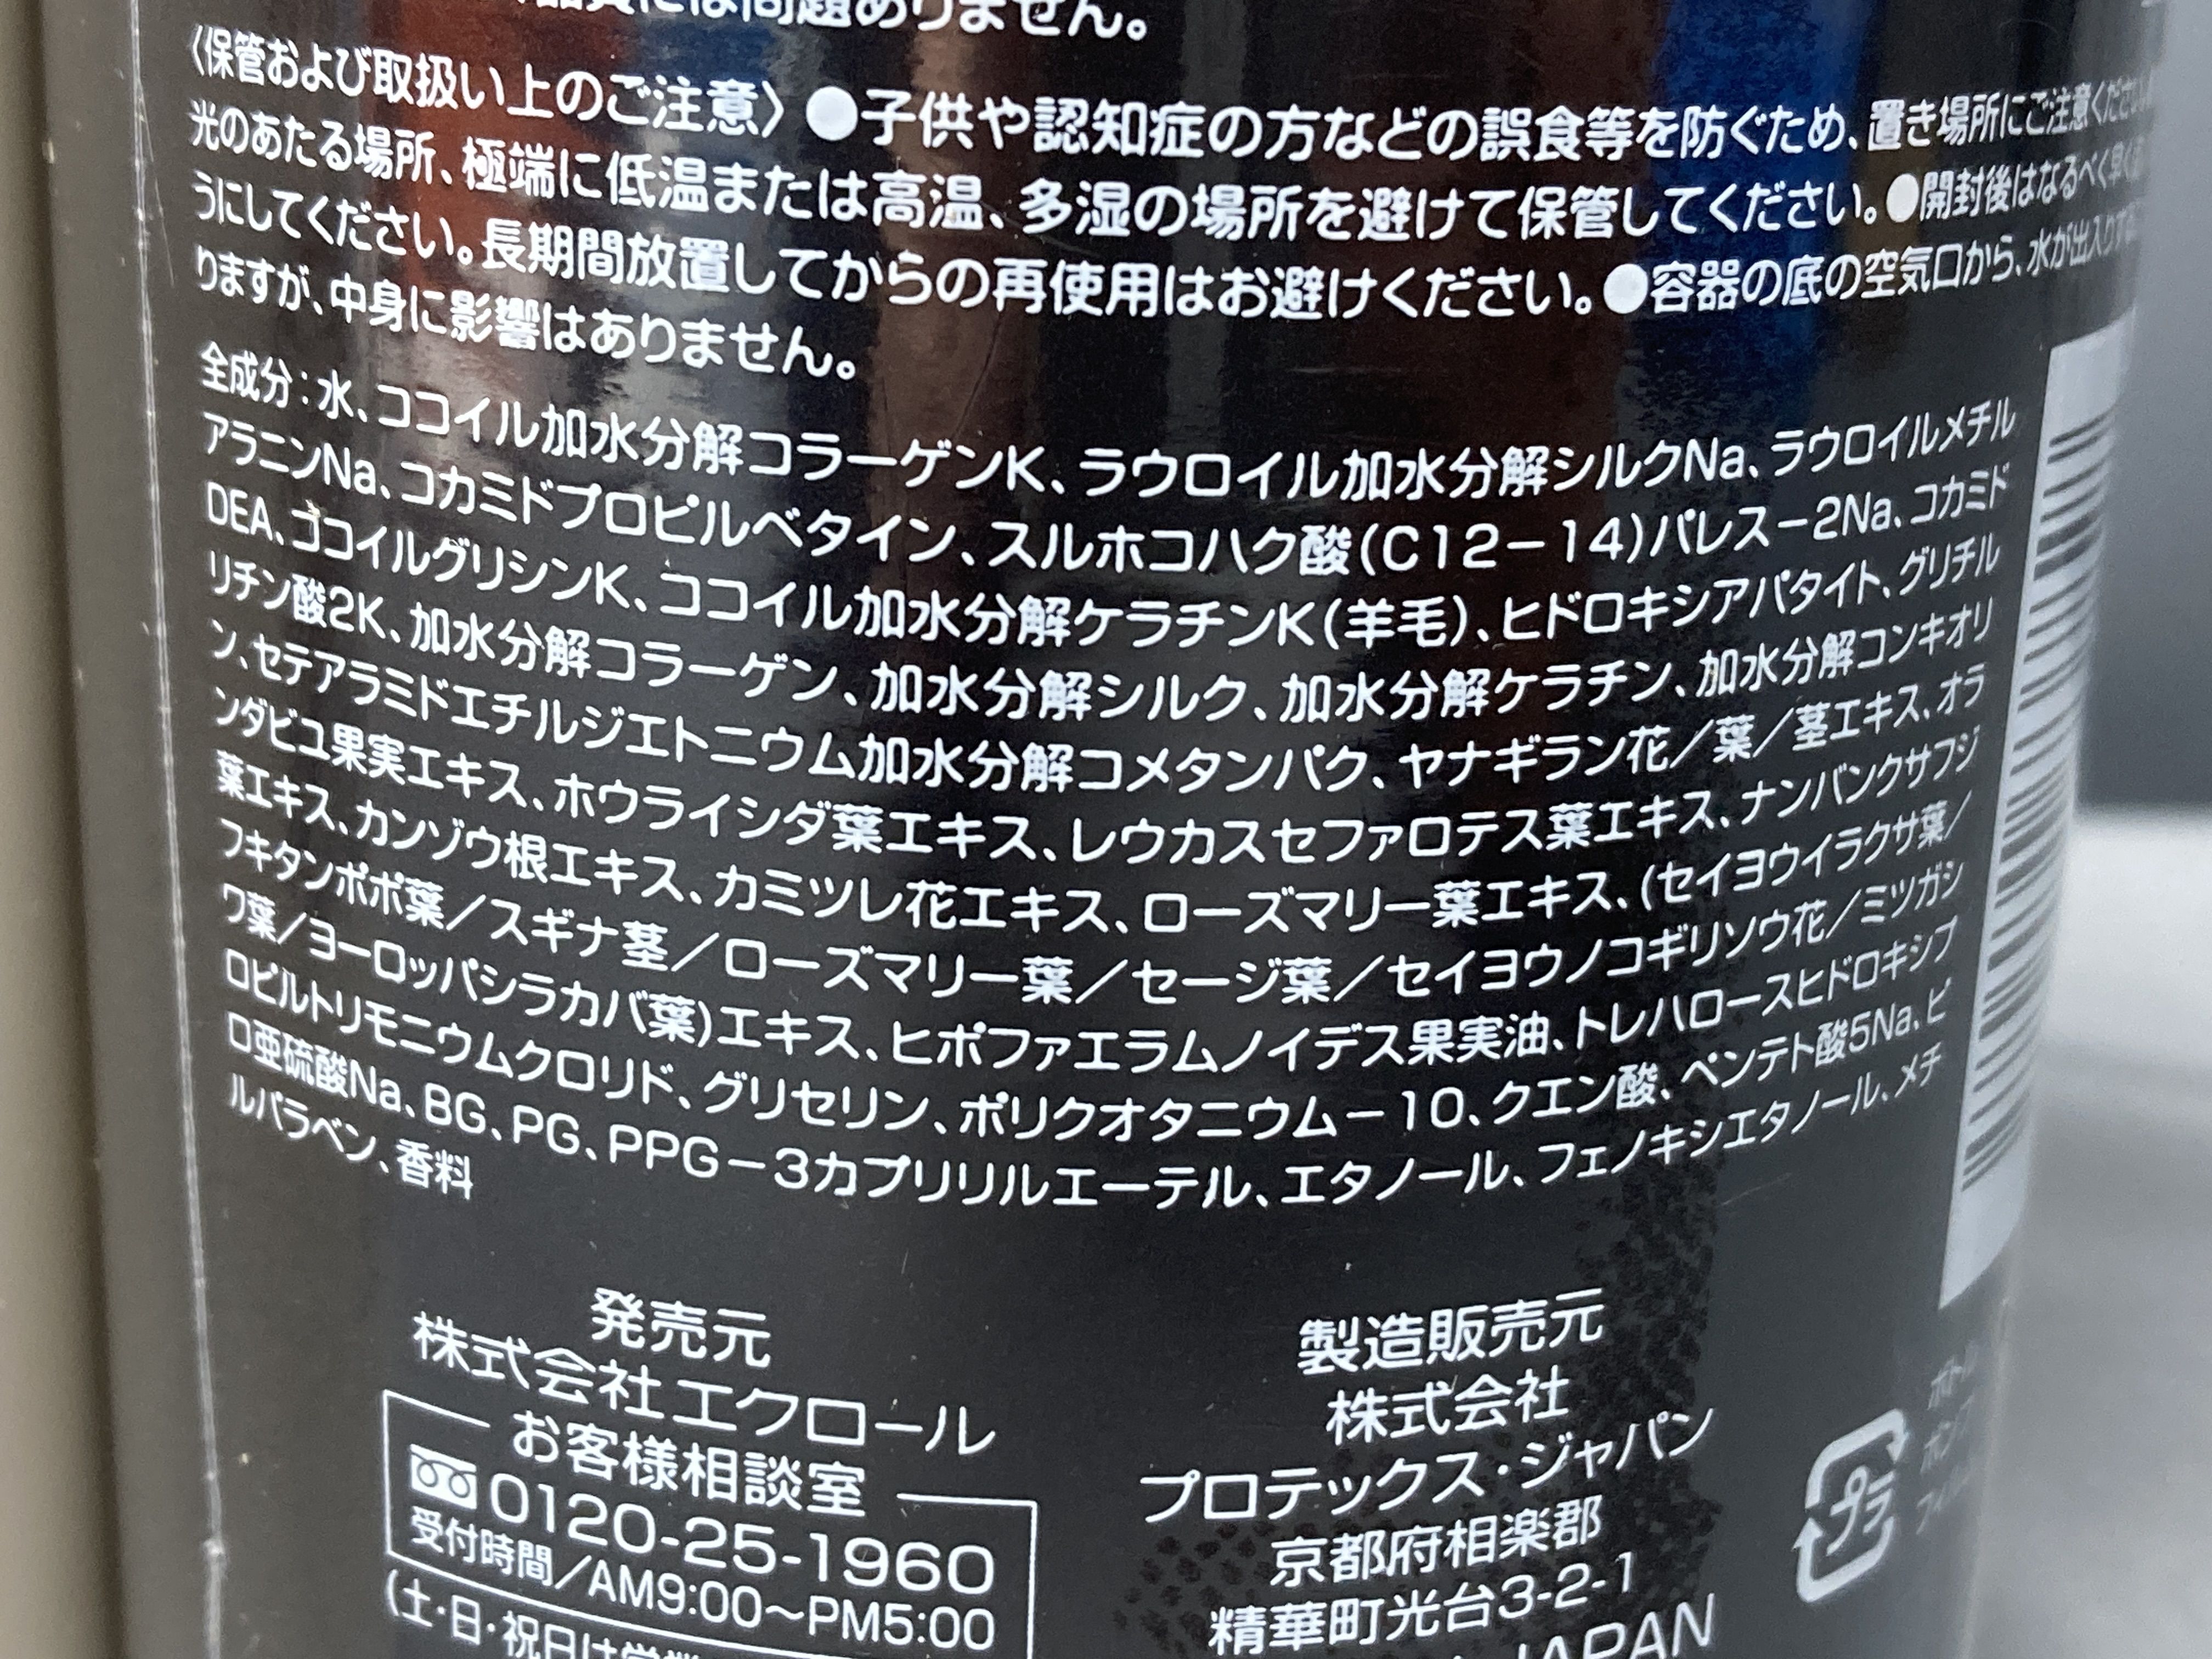 には問題ありません。
〈保管および取扱い上のご注意〉●子供や認知症の方などの誤食等を防ぐため、置き場所にご注意ください
光のあたる場所、極端に低温または高温、多湿の場所を避けて保管してください。●開封後はなるべく早く
うにしてください。長期間放置してからの再使用はお避けください。●容器の底の空気口から、水が出入り
りますが、中身に影響はありません。
全成分：水、ココイル加水分解コラーゲンK、ラウロイル加水分解シルクNa、ラウロイルメチル
アラニンNa、コカミドプロピルベタイン、スルホコハク酸(C12－14)パレス－2Na、コカミド
DEA、ココイルグリシンK、ココイル加水分解ケラチンK(羊毛)、ヒドロキシアパタイト、グリチル
リチン酸2K、加水分解コラーゲン、加水分解シルク、加水分解ケラチン、加水分解コンキオリ
ン、セテアラミドエチルジエトニウム加水分解コメタンパク、ヤナギラン花／葉／茎エキス、オラ
ンダビユ果実エキス、ホウライシダ葉エキス、レウカスセファロテス葉エキス、ナンバンクサフジ
葉エキス、カンゾウ根エキス、カミツレ花エキス、ローズマリー葉エキス、(セイヨウイラクサ葉／
フキタンポポ葉／スギナ茎／ローズマリー葉／セージ葉／セイヨウノコギリソウ花／ミツガシ
ワ葉／ヨーロッパシラカバ葉)エキス、ヒポファエラムノイデス果実油、トレハロースヒドロキシプ
ロピルトリモニウムクロリド、グリセリン、ポリクオタニウム－10、クエン酸、ペンテト酸5Na、ピ
ロ亜硫酸Na、BG、PG、PPG－3カプリリルエーテル、エタノール、フェノキシエタノール、メチ
ルパラベン、香料
発売元
株式会社エクロール
お客様相談室
0120-25-1960
受付時間／AM9:00～PM5:00
(土・日・祝日は
製造販売元
株式会社
プロテックス・ジャパン
京都府相楽郡
精華町光台3-2-1
JAPAN
プラ